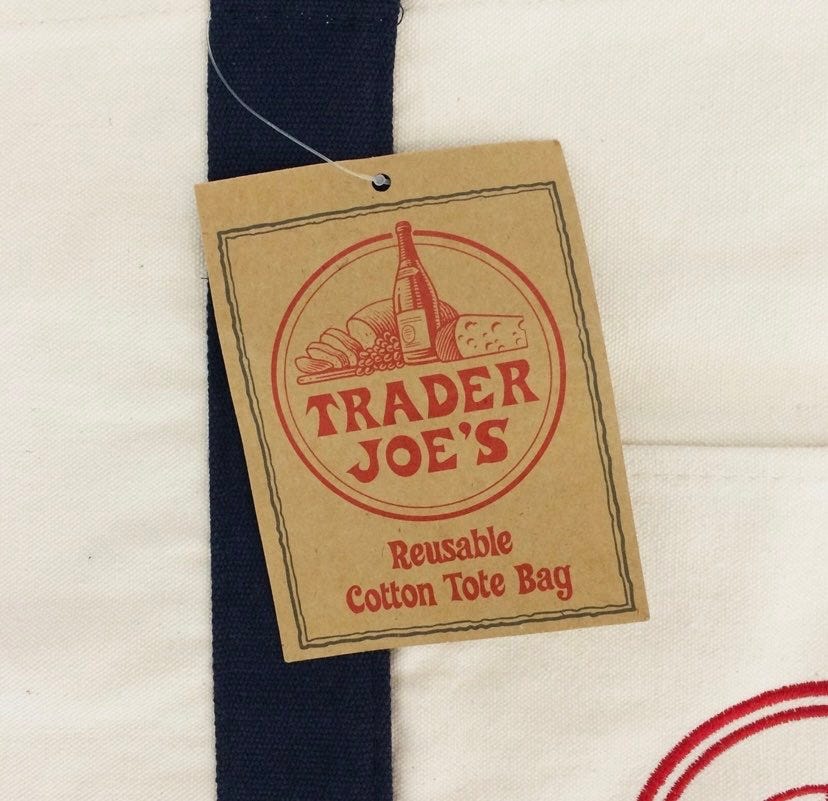 TRADER
JOE'S
Reusable
Cotton Tote Bag